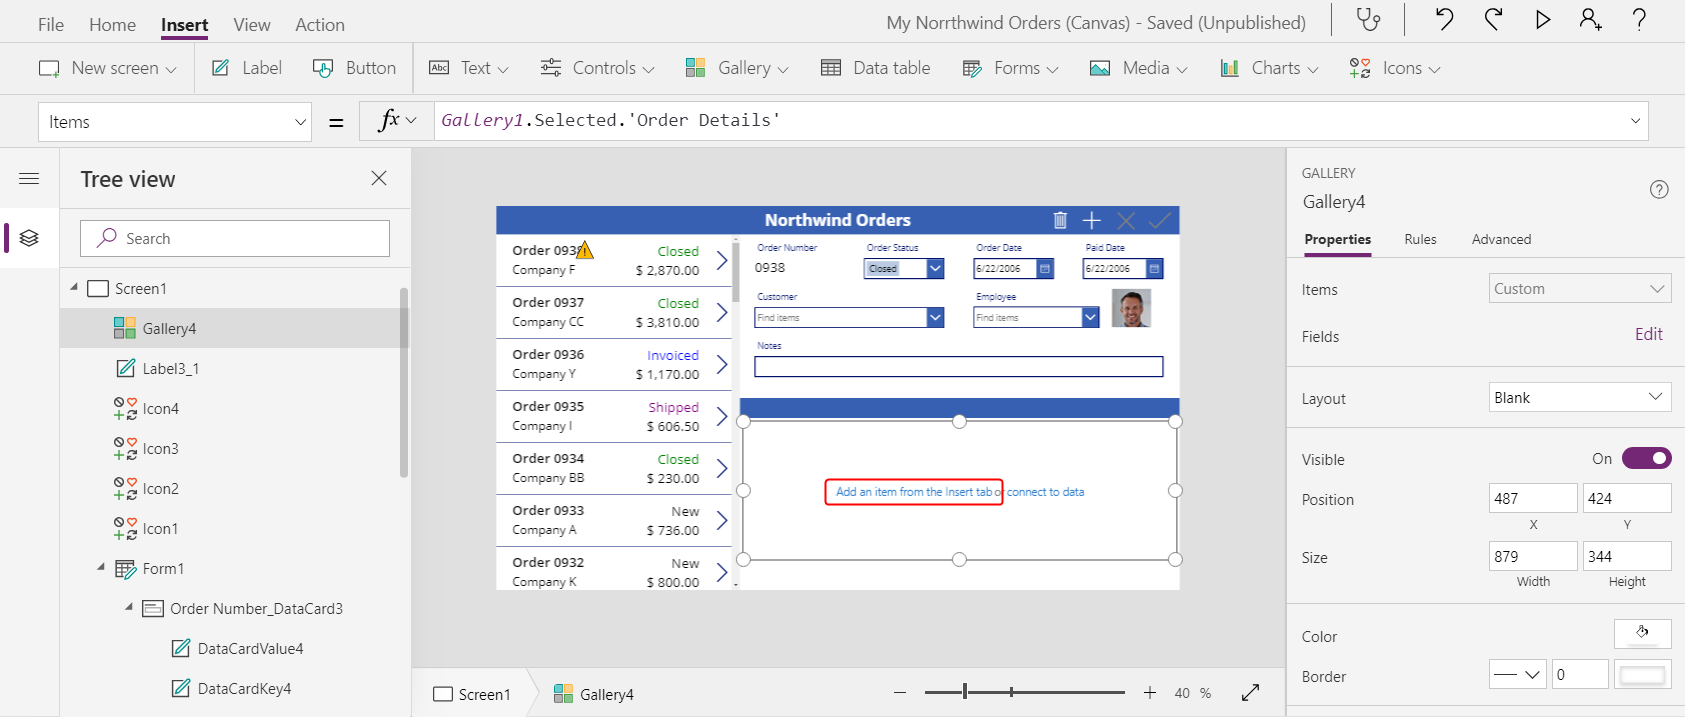 File Home Insert View Action My Norrthwind Orders (Canvas) - Saved (Unpublished) ?
New screen Label Button Abc Text Controls Gallery Data table Forms Media Charts Icons
Items = fx Gallery1.Selected.'Order Details'
Tree view
Search
Screen1
Gallery4
Label3_1
Icon4
Icon3
Icon2
Icon1
Form1
Order Number_DataCard3
DataCardValue4
DataCardKey4
Northwind Orders
Order 0938 Closed
Company F $ 2,870.00
Order 0937 Closed
Company CC $ 3,810.00
Order 0936 Invoiced
Company Y $ 1,170.00
Order 0935 Shipped
Company I $ 606.50
Order 0934 Closed
Company BB $ 230.00
Order 0933 New
Company A $ 736.00
Order 0932 New
Company K $ 800.00
Order Number Order Status Order Date Paid Date
0938 Closed 6/22/2006 6/22/2006
Customer Employee
Find items Find items
Notes
Add an item from the Insert tab or connect to data
Screen1 Gallery4 40 %
GALLERY
Gallery4 ?
Properties Rules Advanced
Items Custom
Fields Edit
Layout Blank
Visible On
Position 487 424
X Y
Size 879 344
Width Height
Color
Border 0